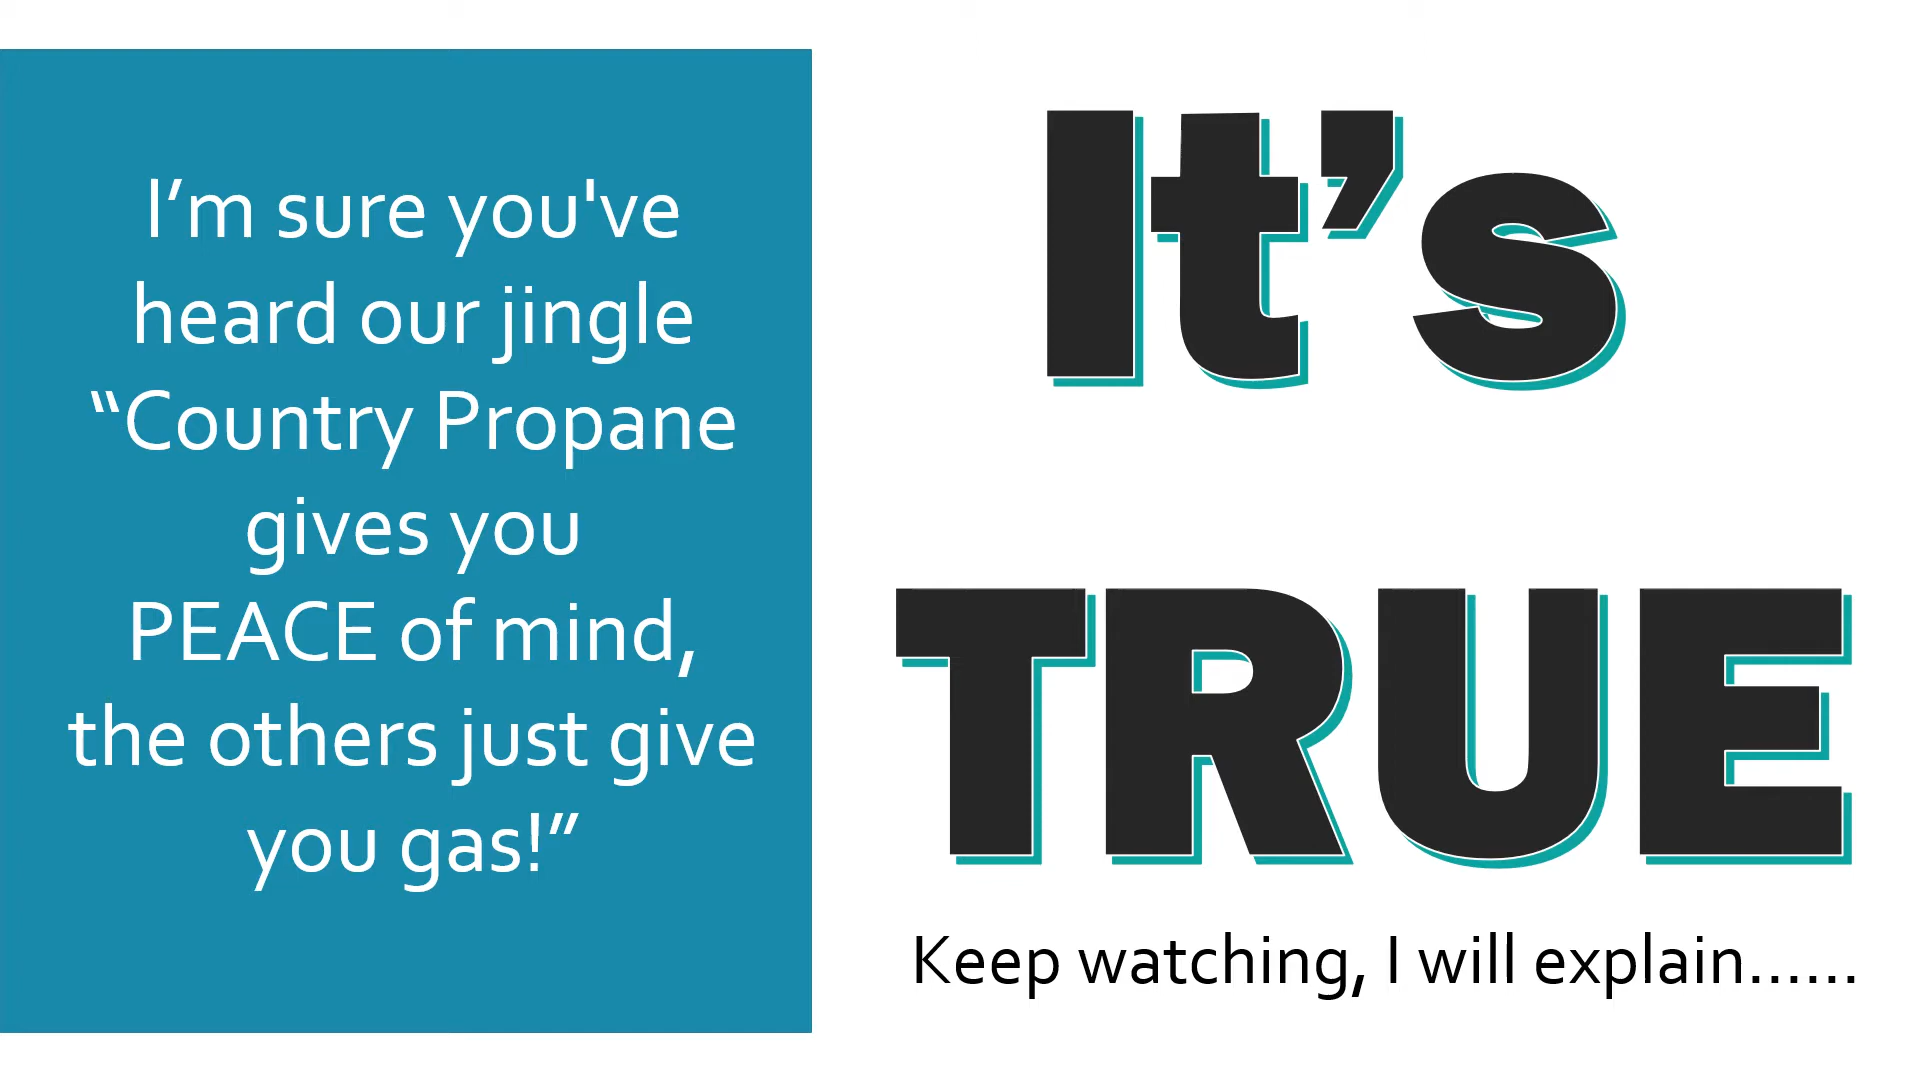 I’m sure you've
heard our jingle
“Country Propane
gives you
PEACE of mind,
the others just give
you gas!”
It’s
TRUE
Keep watching, I will explain......